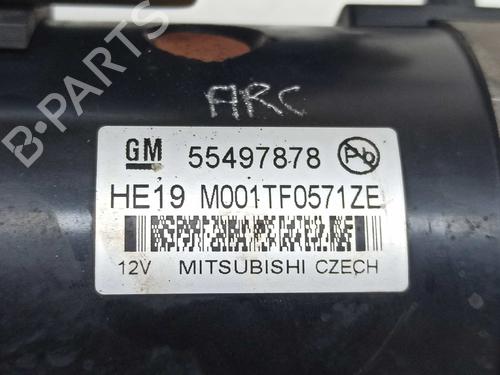 B-PARTS
ARC
GM 55497878 Pb
HE19 M001TF0571ZE
12V MITSUBISHI CZECH